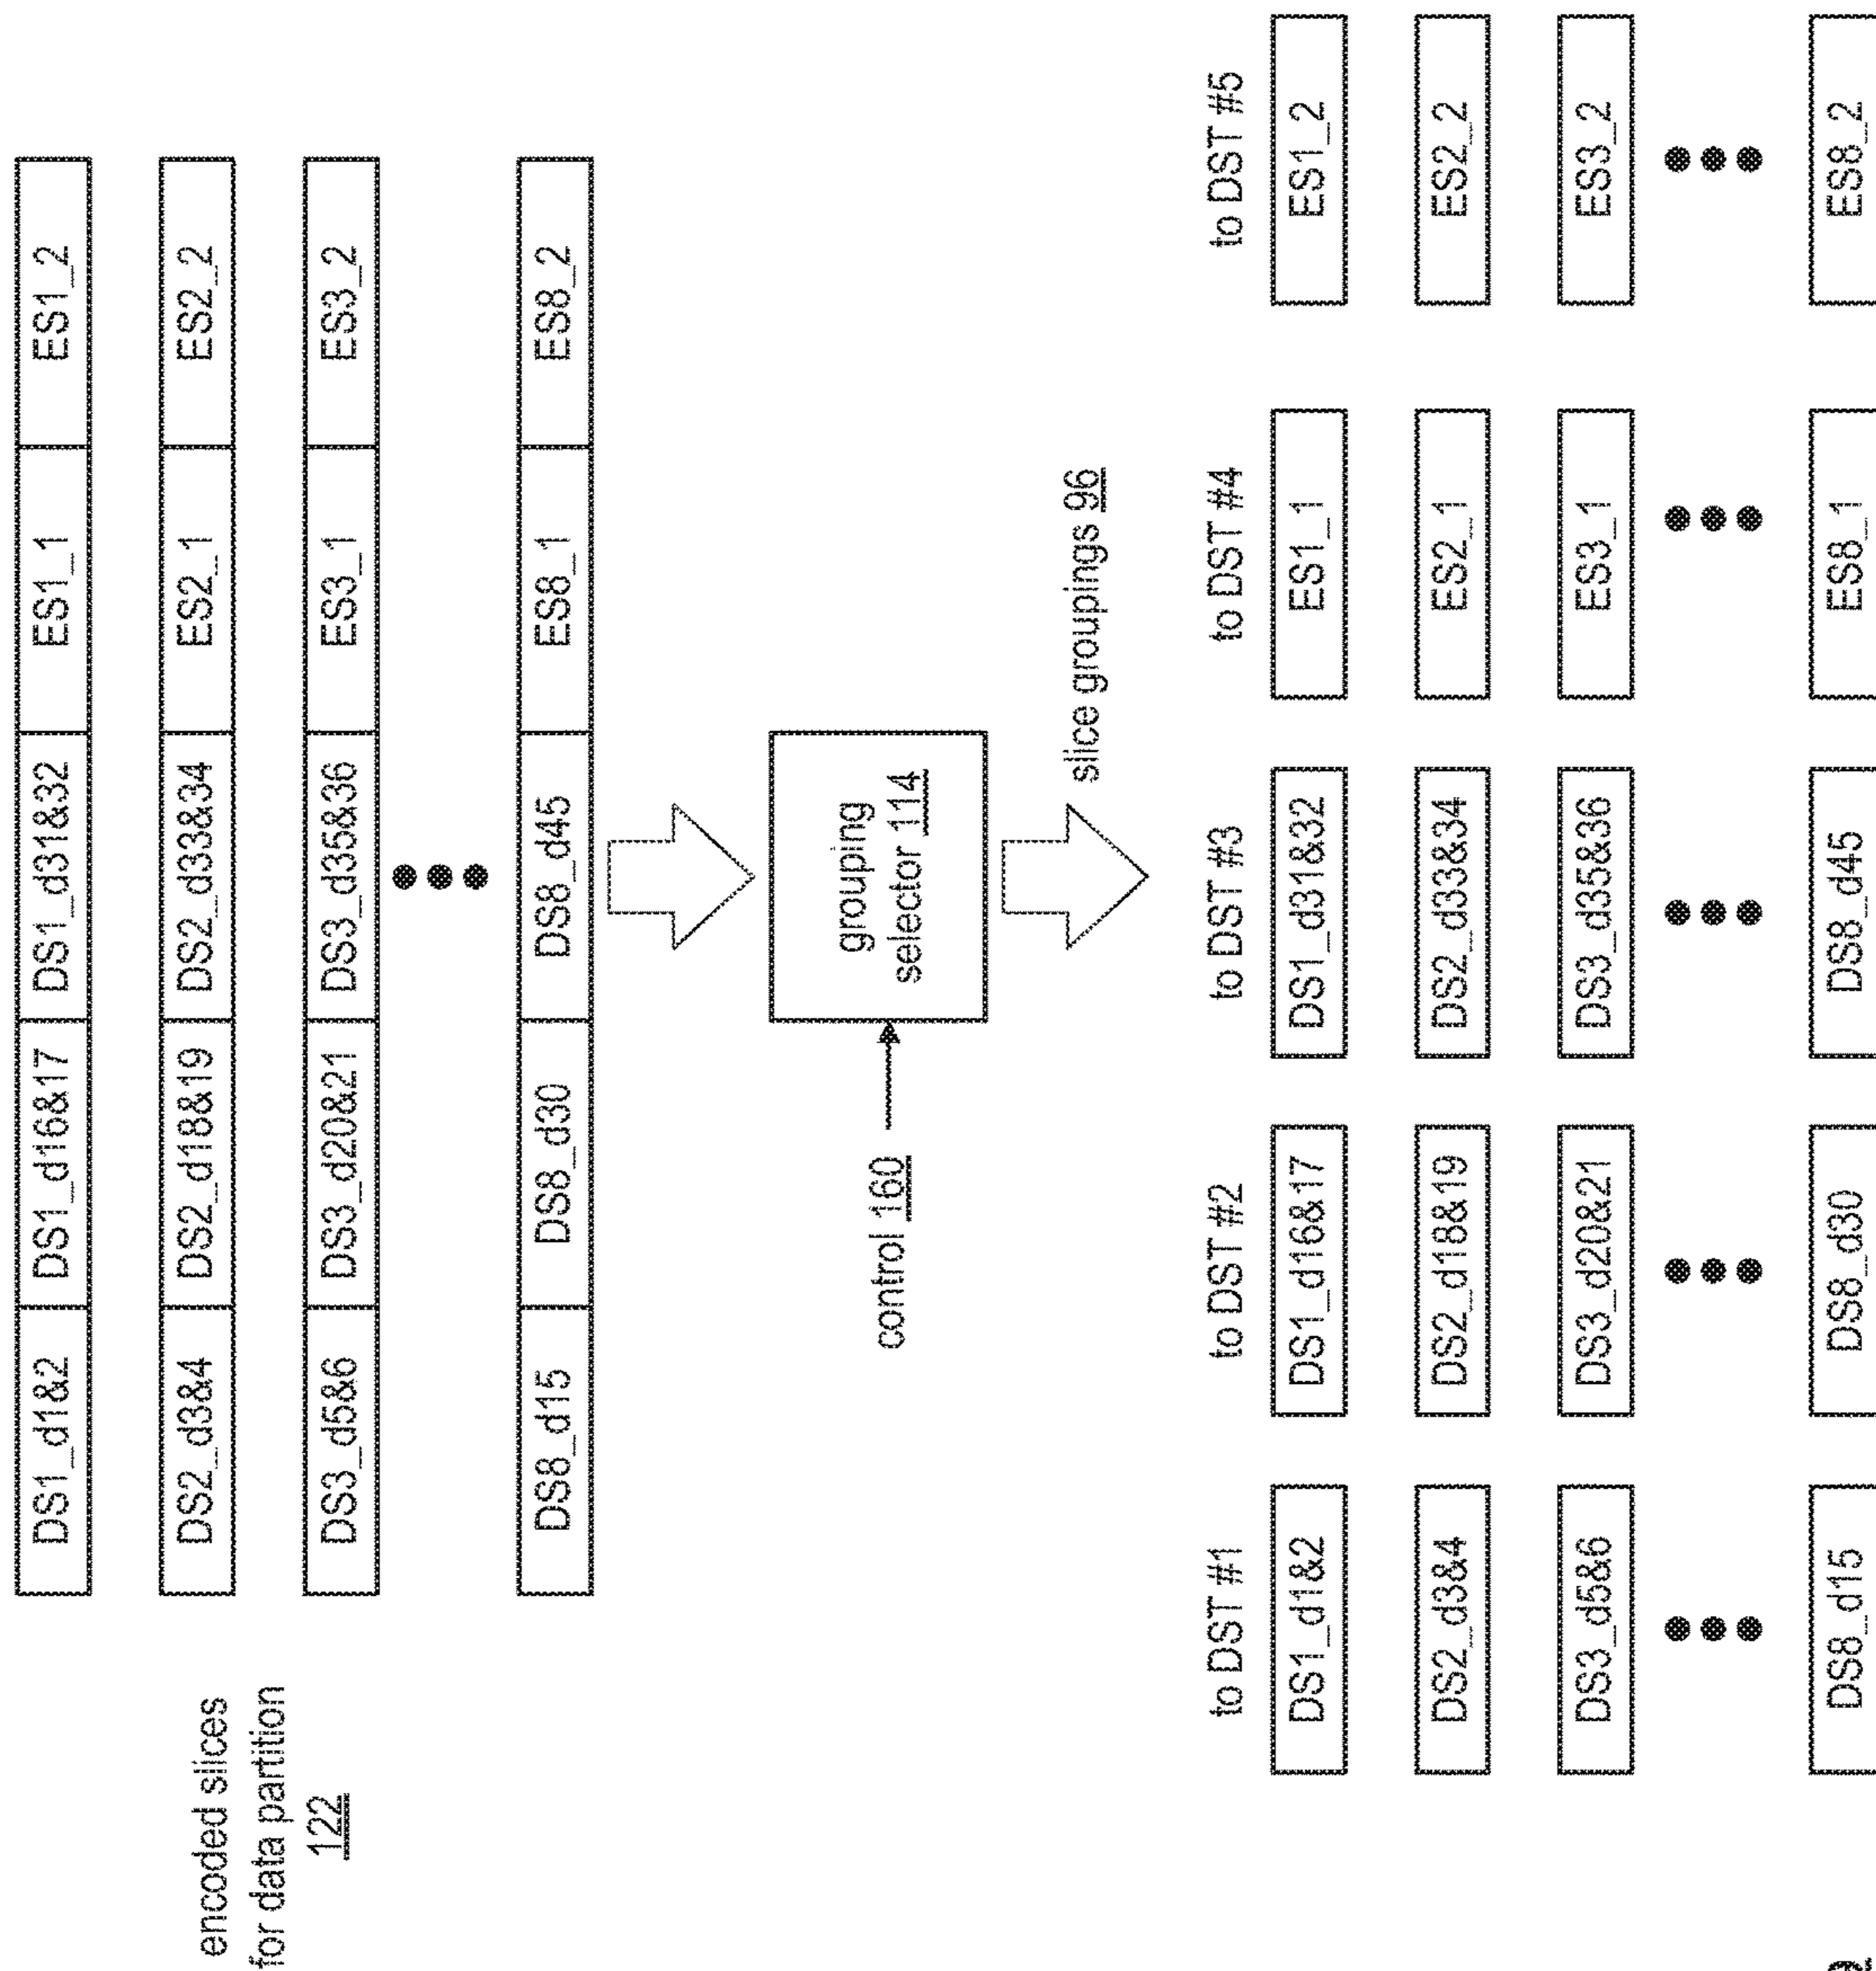 encoded slices
for data partition
122
DS1_d1&2 DS1_d16&17 DS1_d31&32 ES1_1 ES1_2
DS2_d3&4 DS2_d18&19 DS2_d33&34 ES2_1 ES2_2
DS3_d5&6 DS3_d20&21 DS3_d35&36 ES3_1 ES3_2
DS8_d15 DS8_d30 DS8_d45 ES8_1 ES8_2
control 160
grouping
selector 114
slice groupings 96
to DST #1 to DST #2 to DST #3 to DST #4 to DST #5
DS1_d1&2 DS1_d16&17 DS1_d31&32 ES1_1 ES1_2
DS2_d3&4 DS2_d18&19 DS2_d33&34 ES2_1 ES2_2
DS3_d5&6 DS3_d20&21 DS3_d35&36 ES3_1 ES3_2
DS8_d15 DS8_d30 DS8_d45 ES8_1 ES8_2